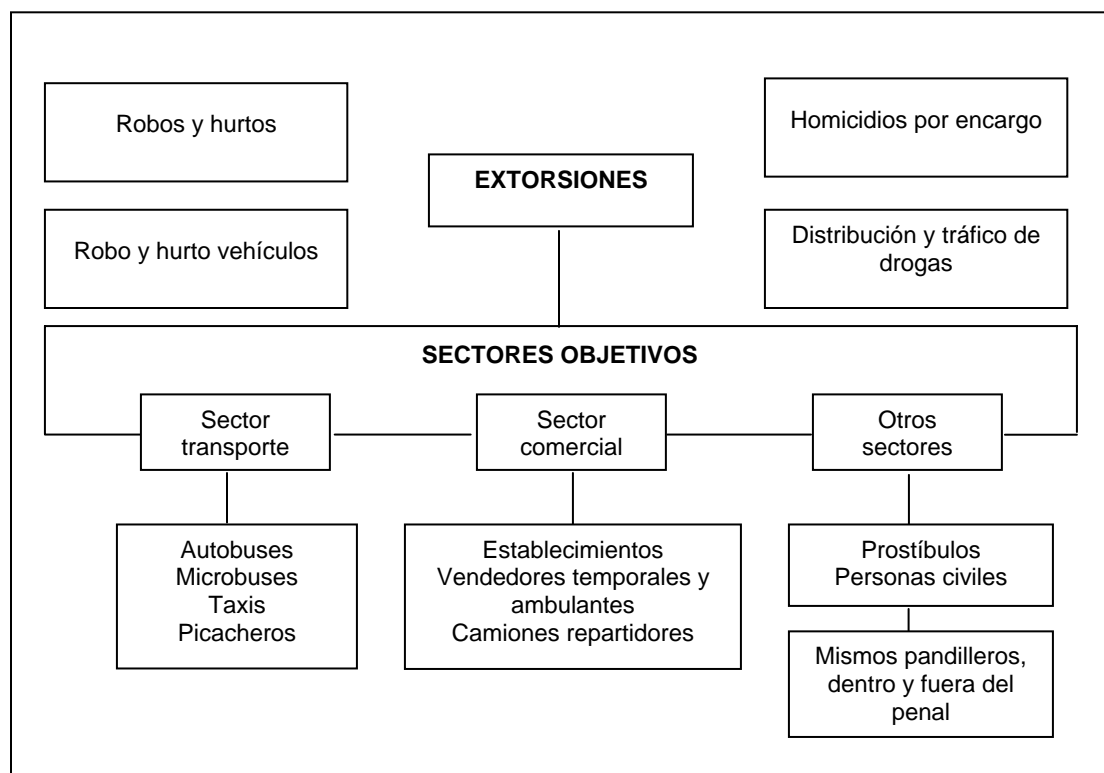 Robos y hurtos
Homicidios por encargo
EXTORSIONES
Robo y hurto vehículos
Distribución y tráfico de
drogas
SECTORES OBJETIVOS
Sector
transporte
Sector
comercial
Otros
sectores
Autobuses
Microbuses
Taxis
Picacheros
Establecimientos
Vendedores temporales y
ambulantes
Camiones repartidores
Prostíbulos
Personas civiles
Mismos pandilleros,
dentro y fuera del
penal